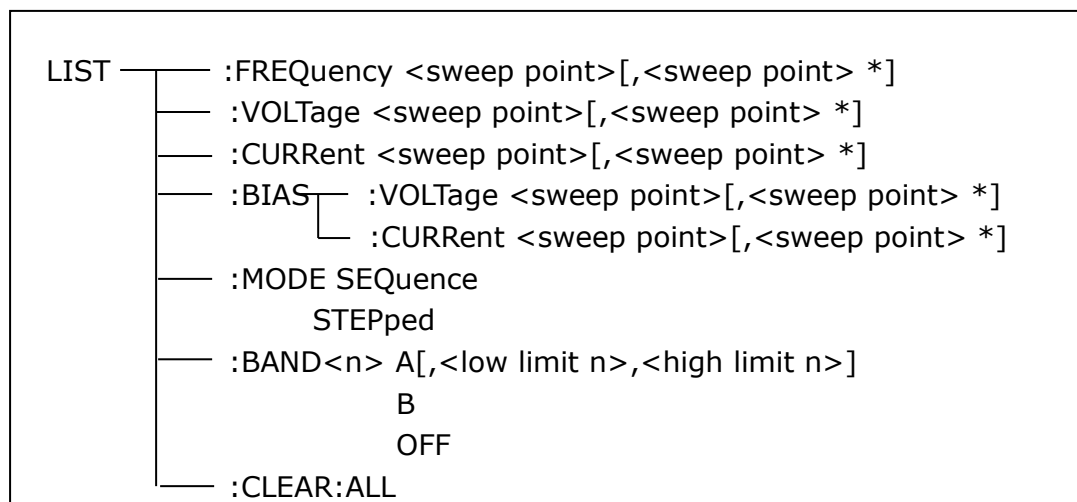 LIST :FREQuency <sweep point>[,<sweep point> *]
:VOLTage <sweep point>[,<sweep point> *]
:CURRent <sweep point>[,<sweep point> *]
:BIAS :VOLTage <sweep point>[,<sweep point> *]
:CURRent <sweep point>[,<sweep point> *]
:MODE SEQuence
STEPped
:BAND<n> A[,<low limit n>,<high limit n>]
B
OFF
:CLEAR:ALL